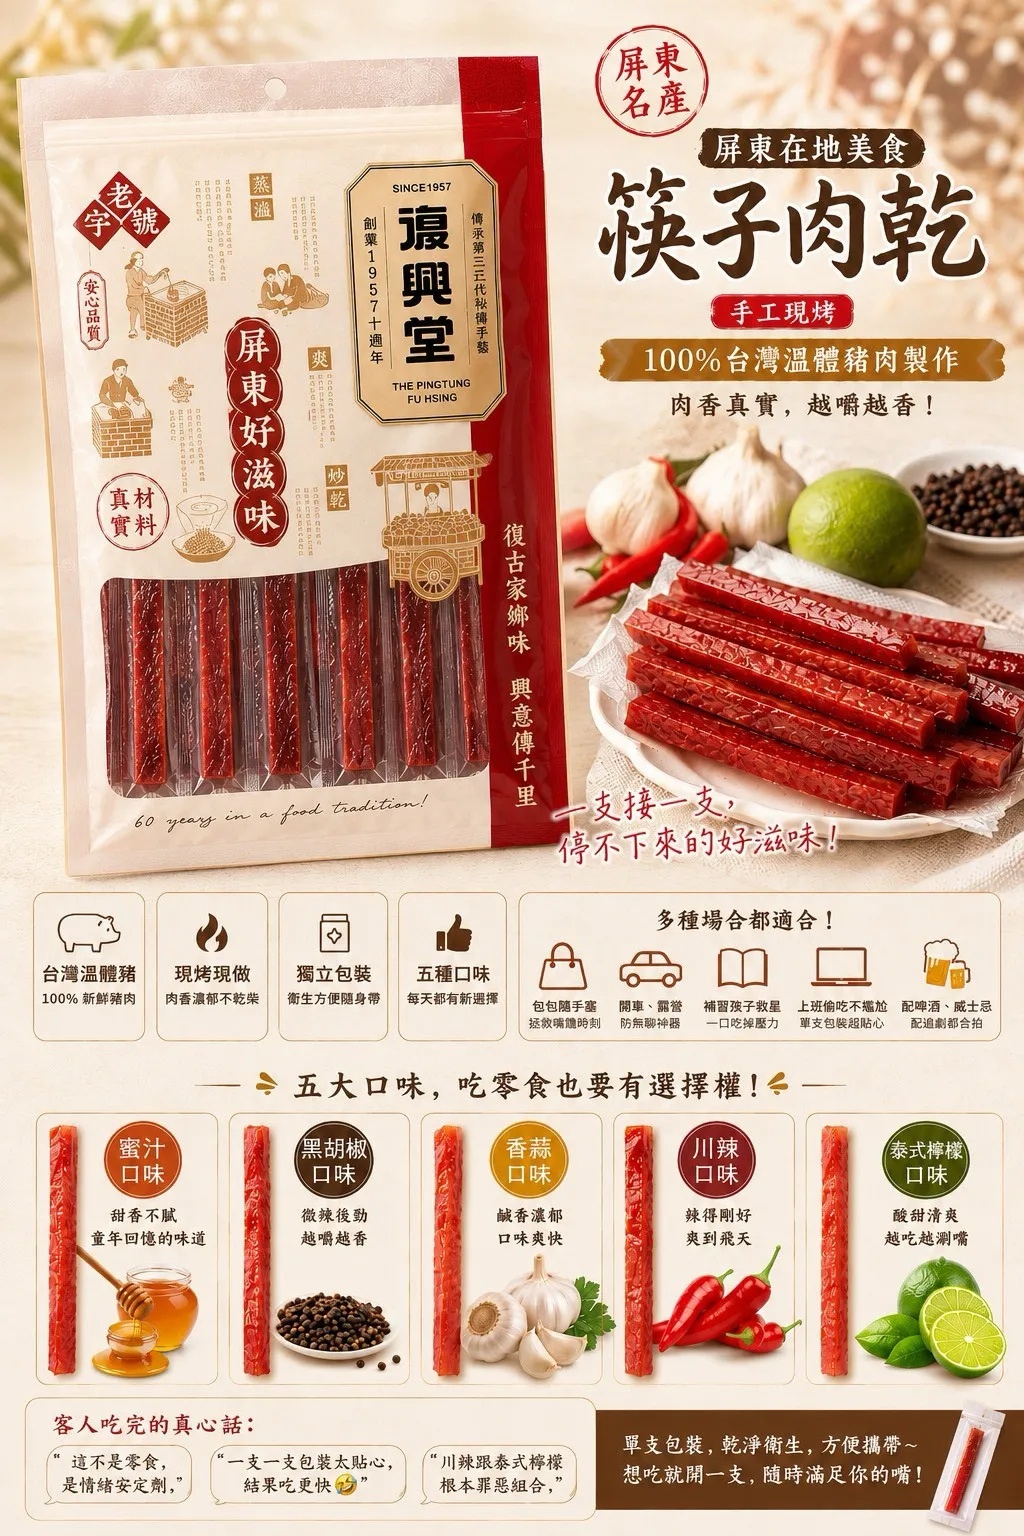 屏東
名産
屏東在地美食
筷子肉乾
手工現烤
100%台灣溫體豬肉製作
肉香真實，越嚼越香！
老
字號
安心品質
蒸溫
爽
炒乾
屏東好滋味
真材
實料
SINCE1957
創業1957十週年
復興堂
THE PINGTUNG
FU HSING
復古家鄉味 興意傳千里
60 years in a food tradition!
一支接一支，
停不下來的好滋味！
台灣溫體豬
100% 新鮮豬肉
現烤現做
肉香濃郁不乾柴
獨立包裝
衛生方便隨身帶
五種口味
每天都有新選擇
多種場合都適合！
包包隨手塞
拯救嘴饞時刻
開車、露營
防無聊神器
補習孩子救星
一口吃掉壓力
上班偷吃不尷尬
單支包裝超貼心
配啤酒、威士忌
配追劇都合拍
五大口味，吃零食也要有選擇權！
蜜汁
口味
甜香不膩
童年回憶的味道
黑胡椒
口味
微辣後勁
越嚼越香
香蒜
口味
鹹香濃郁
口味爽快
川辣
口味
辣得剛好
爽到飛天
泰式檸檬
口味
酸甜清爽
越吃越涮嘴
客人吃完的真心話：
“這不是零食，
是情緒安定劑，”
“一支一支包裝太貼心，
結果吃更快🤣”
“川辣跟泰式檸檬
根本罪惡組合，”
單支包裝，乾淨衛生，方便攜帶～
想吃就開一支，隨時滿足你的嘴！